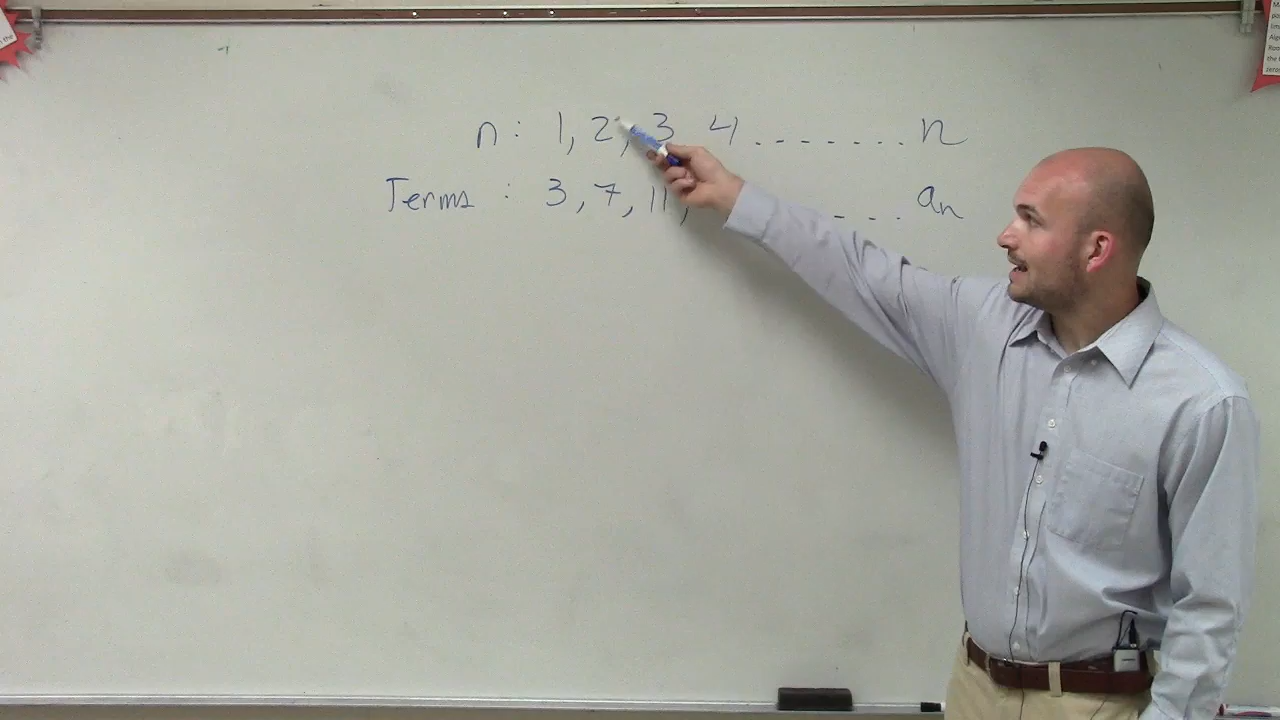 n : 1, 2, 3 4 . - - - - - - . n
Terms : 3, 7, 11, - - - . an